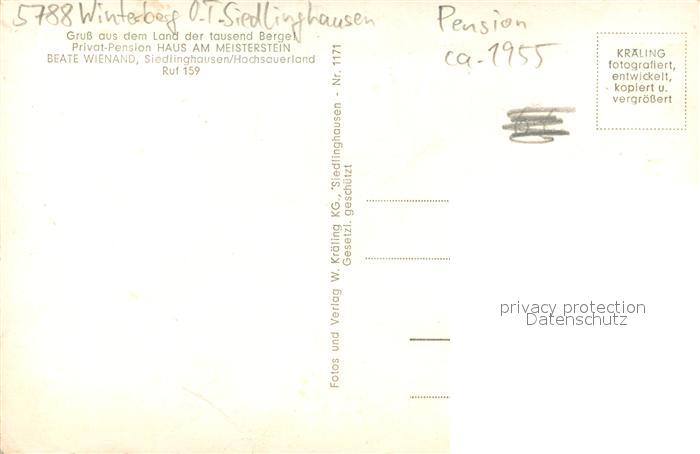 5788 Winterberg O.-T.-Siedlinghausen
Gruß aus dem Land der tausend Berge!
Privat-Pension HAUS AM MEISTERSTEIN
BEATE WIENAND, Siedlinghausen/Hochsauerland
Ruf 159
Fotos und Verlag W. Kräling KG., Siedlinghausen - Nr. 1171
Gesetzl. geschützt
Pension
ca. 1955
KRÄLING
fotografiert,
entwickelt,
kopiert u.
vergrößert
privacy protection
Datenschutz